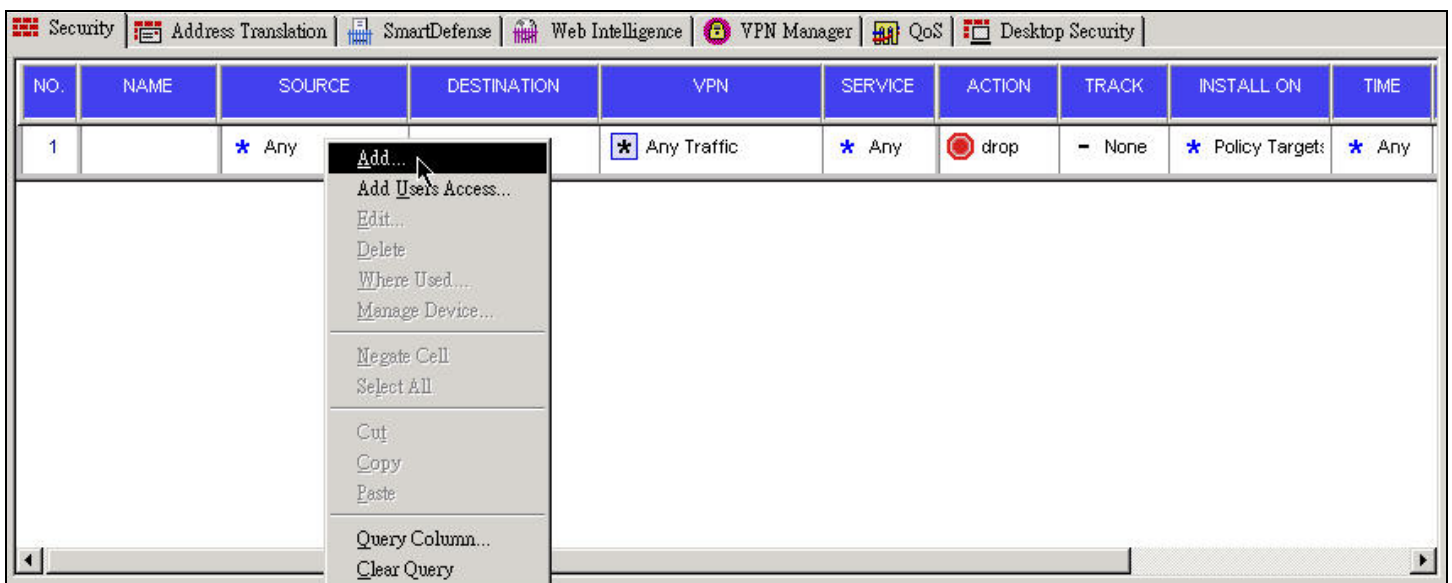 Security Address Translation SmartDefense Web Intelligence VPN Manager QoS Desktop Security
NO. NAME SOURCE DESTINATION VPN SERVICE ACTION TRACK INSTALL ON TIME
1 * Any * Any Traffic * Any drop – None * Policy Targets * Any
Add...
Add Users Access...
Edit...
Delete
Where Used...
Manage Device...
Negate Cell
Select All
Cut
Copy
Paste
Query Column...
Clear Query